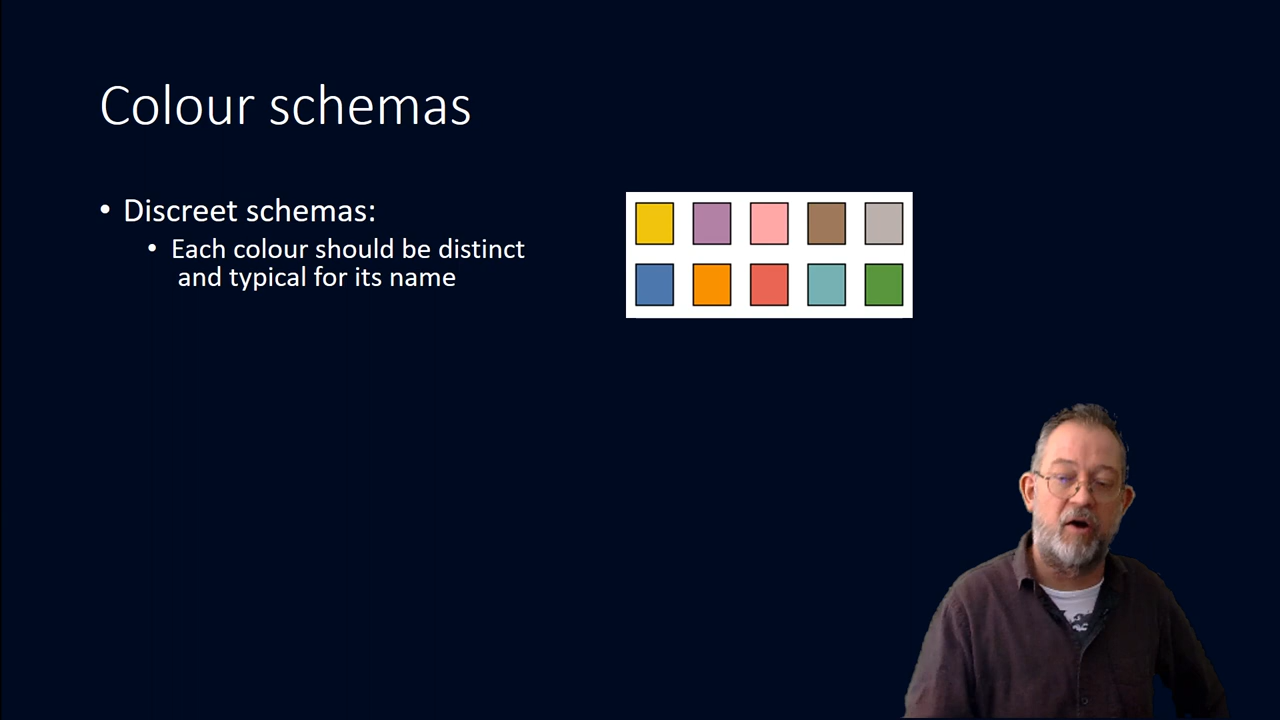 Colour schemas
• Discreet schemas:
• Each colour should be distinct
and typical for its name